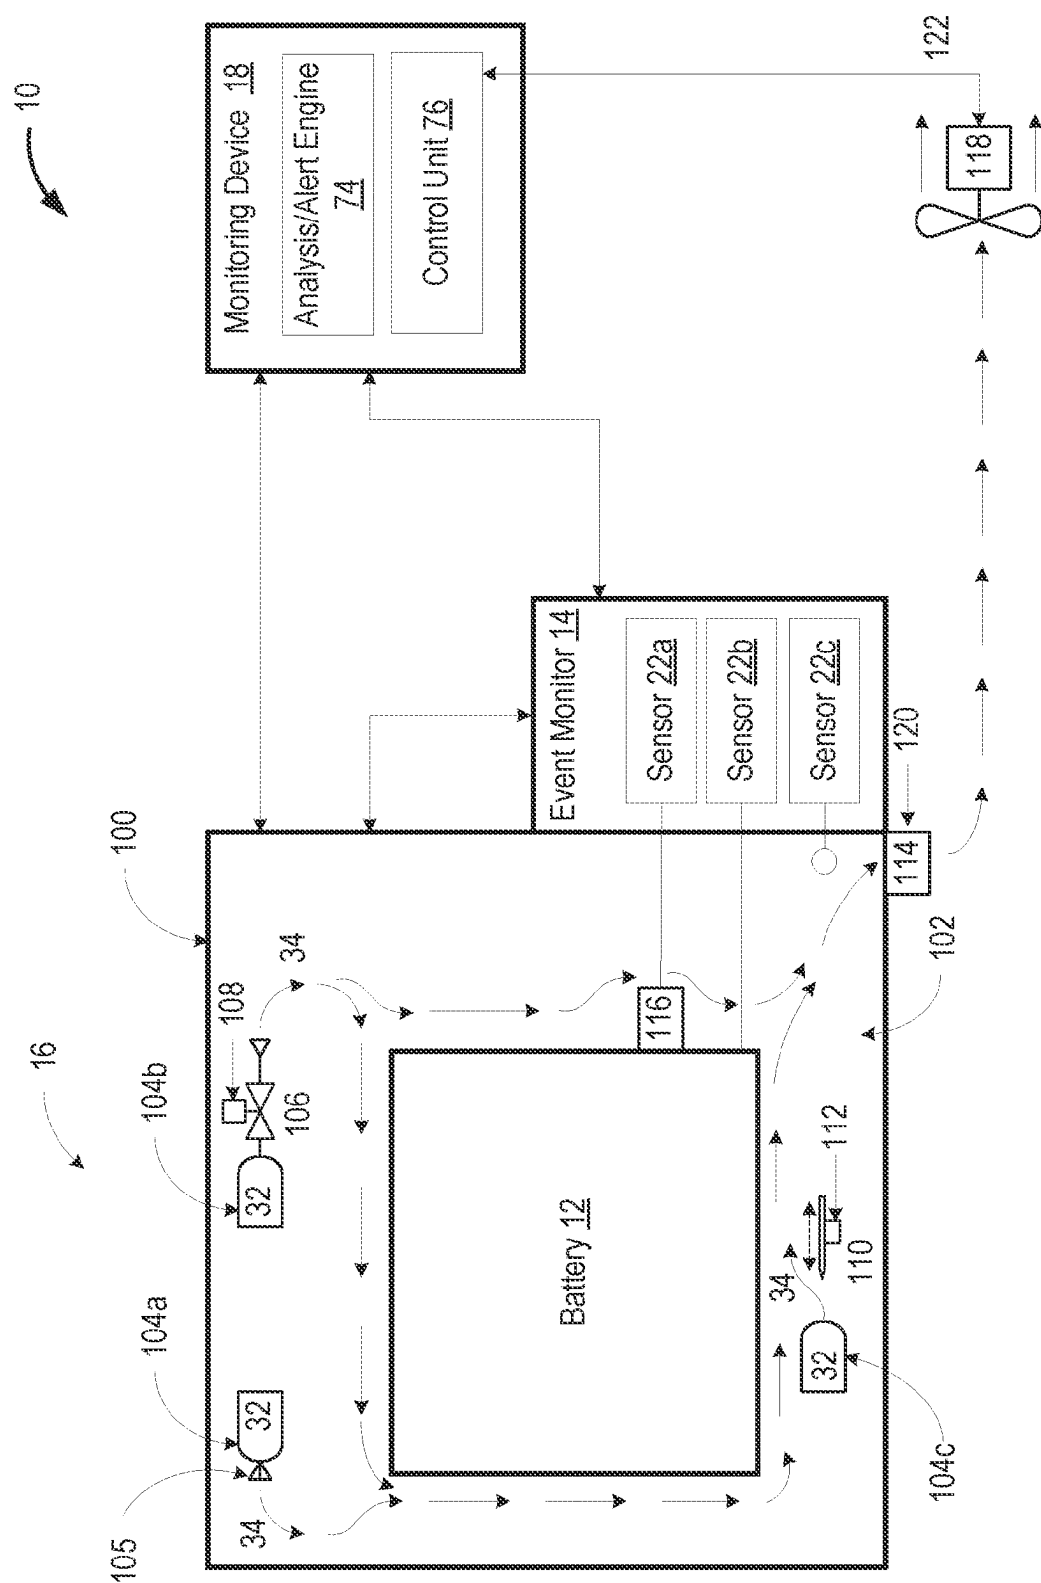 10
16
100
Monitoring Device 18
Analysis/Alert Engine
74
Control Unit 76
105
104a
104b
108
34
34
32
32
106
Event Monitor 14
Sensor 22a
Sensor 22b
Sensor 22c
Battery 12
116
34
32
110
112
104c
102
114
120
118
122